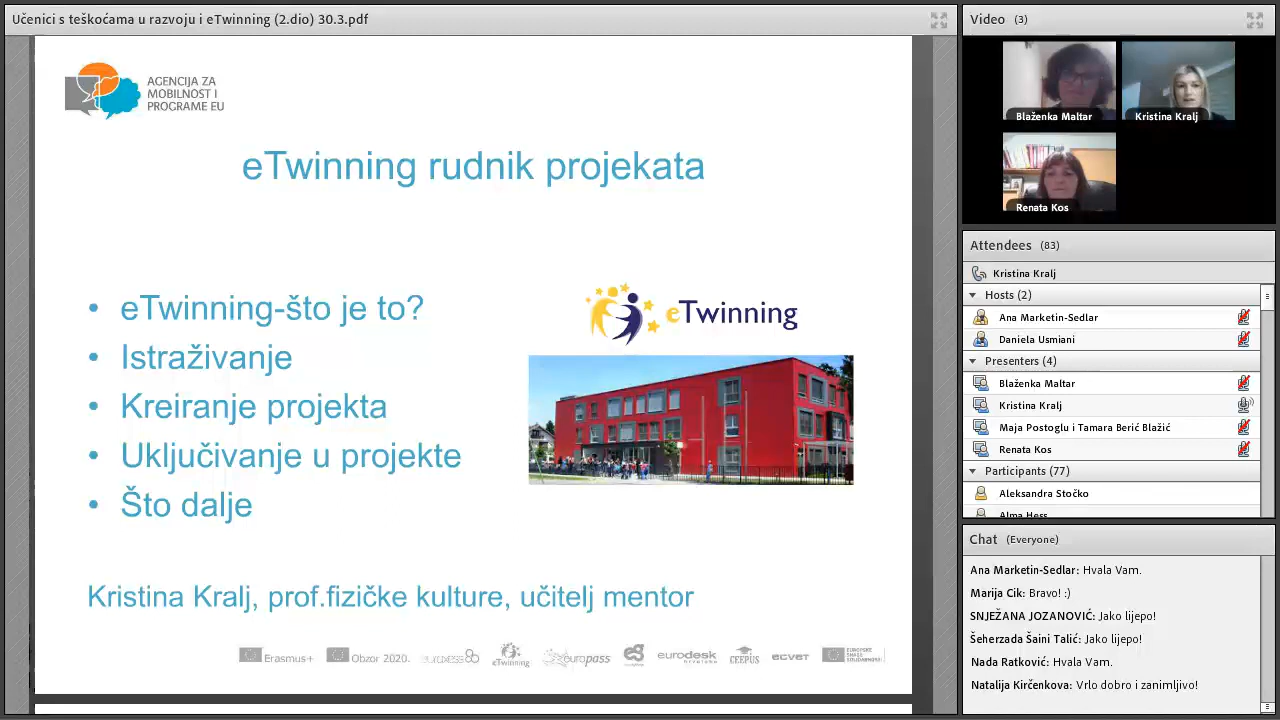 Učenici s teškoćama u razvoju i eTwinning (2.dio) 30.3.pdf
AGENCIJA ZA
MOBILNOST I
PROGRAME EU
eTwinning rudnik projekata
• eTwinning-što je to?
• Istraživanje
• Kreiranje projekta
• Uključivanje u projekte
• Što dalje
eTwinning
Kristina Kralj, prof.fizičke kulture, učitelj mentor
Erasmus+
Obzor 2020.
euraxess
eTwinning
europass
eurodesk
CEEPUS
ECVET
Video (3)
Blaženka Maltar
Kristina Kralj
Renata Kos
Attendees (83)
Kristina Kralj
Hosts (2)
Ana Marketin-Sedlar
Daniela Usmiani
Presenters (4)
Blaženka Maltar
Kristina Kralj
Maja Postoglu i Tamara Berić Blažić
Renata Kos
Participants (77)
Aleksandra Stočko
Alma Hess
Chat (Everyone)
Ana Marketin-Sedlar: Hvala Vam.
Marija Cik: Bravo! :)
SNJEŽANA JOZANOVIĆ: Jako lijepo!
Šeherzada Šaini Talić: Jako lijepo!
Nada Ratković: Hvala Vam.
Natalija Kirčenkova: Vrlo dobro i zanimljivo!